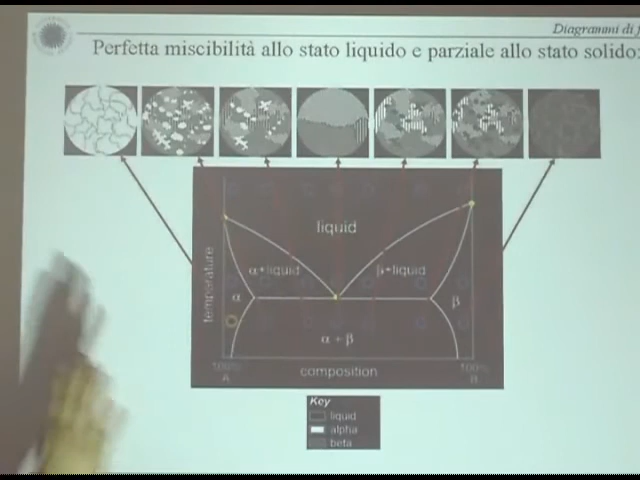 Diagrammi di f
Perfetta miscibilità allo stato liquido e parziale allo stato solido:
liquid
α+liquid
β+liquid
temperature
α
β
α + β
100%
100%
A
B
composition
Key
liquid
alpha
beta